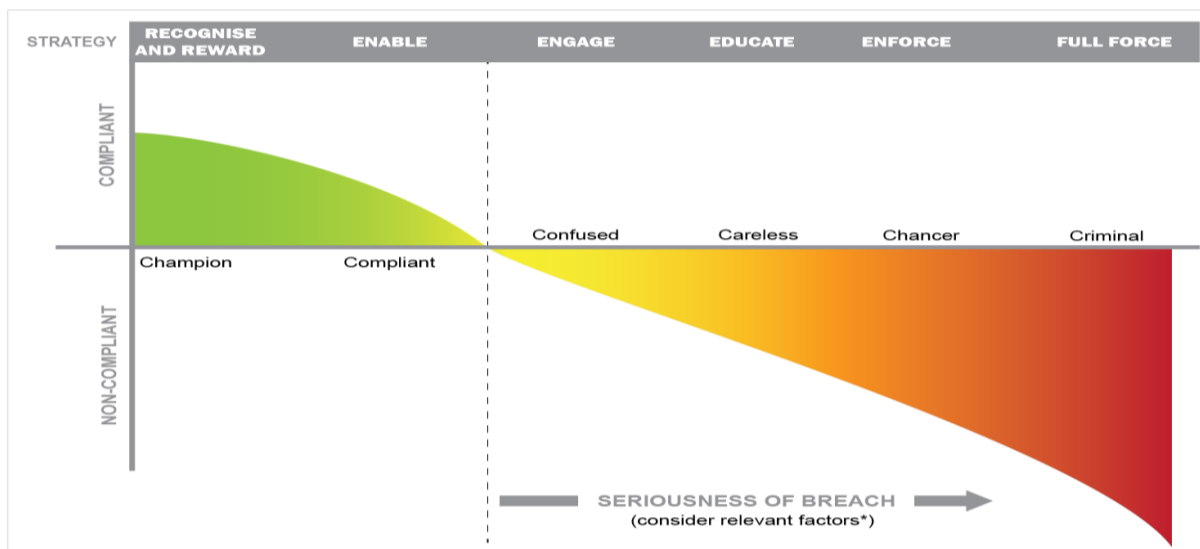 STRATEGY
RECOGNISE
AND REWARD
ENABLE
ENGAGE
EDUCATE
ENFORCE
FULL FORCE
COMPLIANT
NON-COMPLIANT
Champion
Compliant
Confused
Careless
Chancer
Criminal
SERIOUSNESS OF BREACH
(consider relevant factors*)